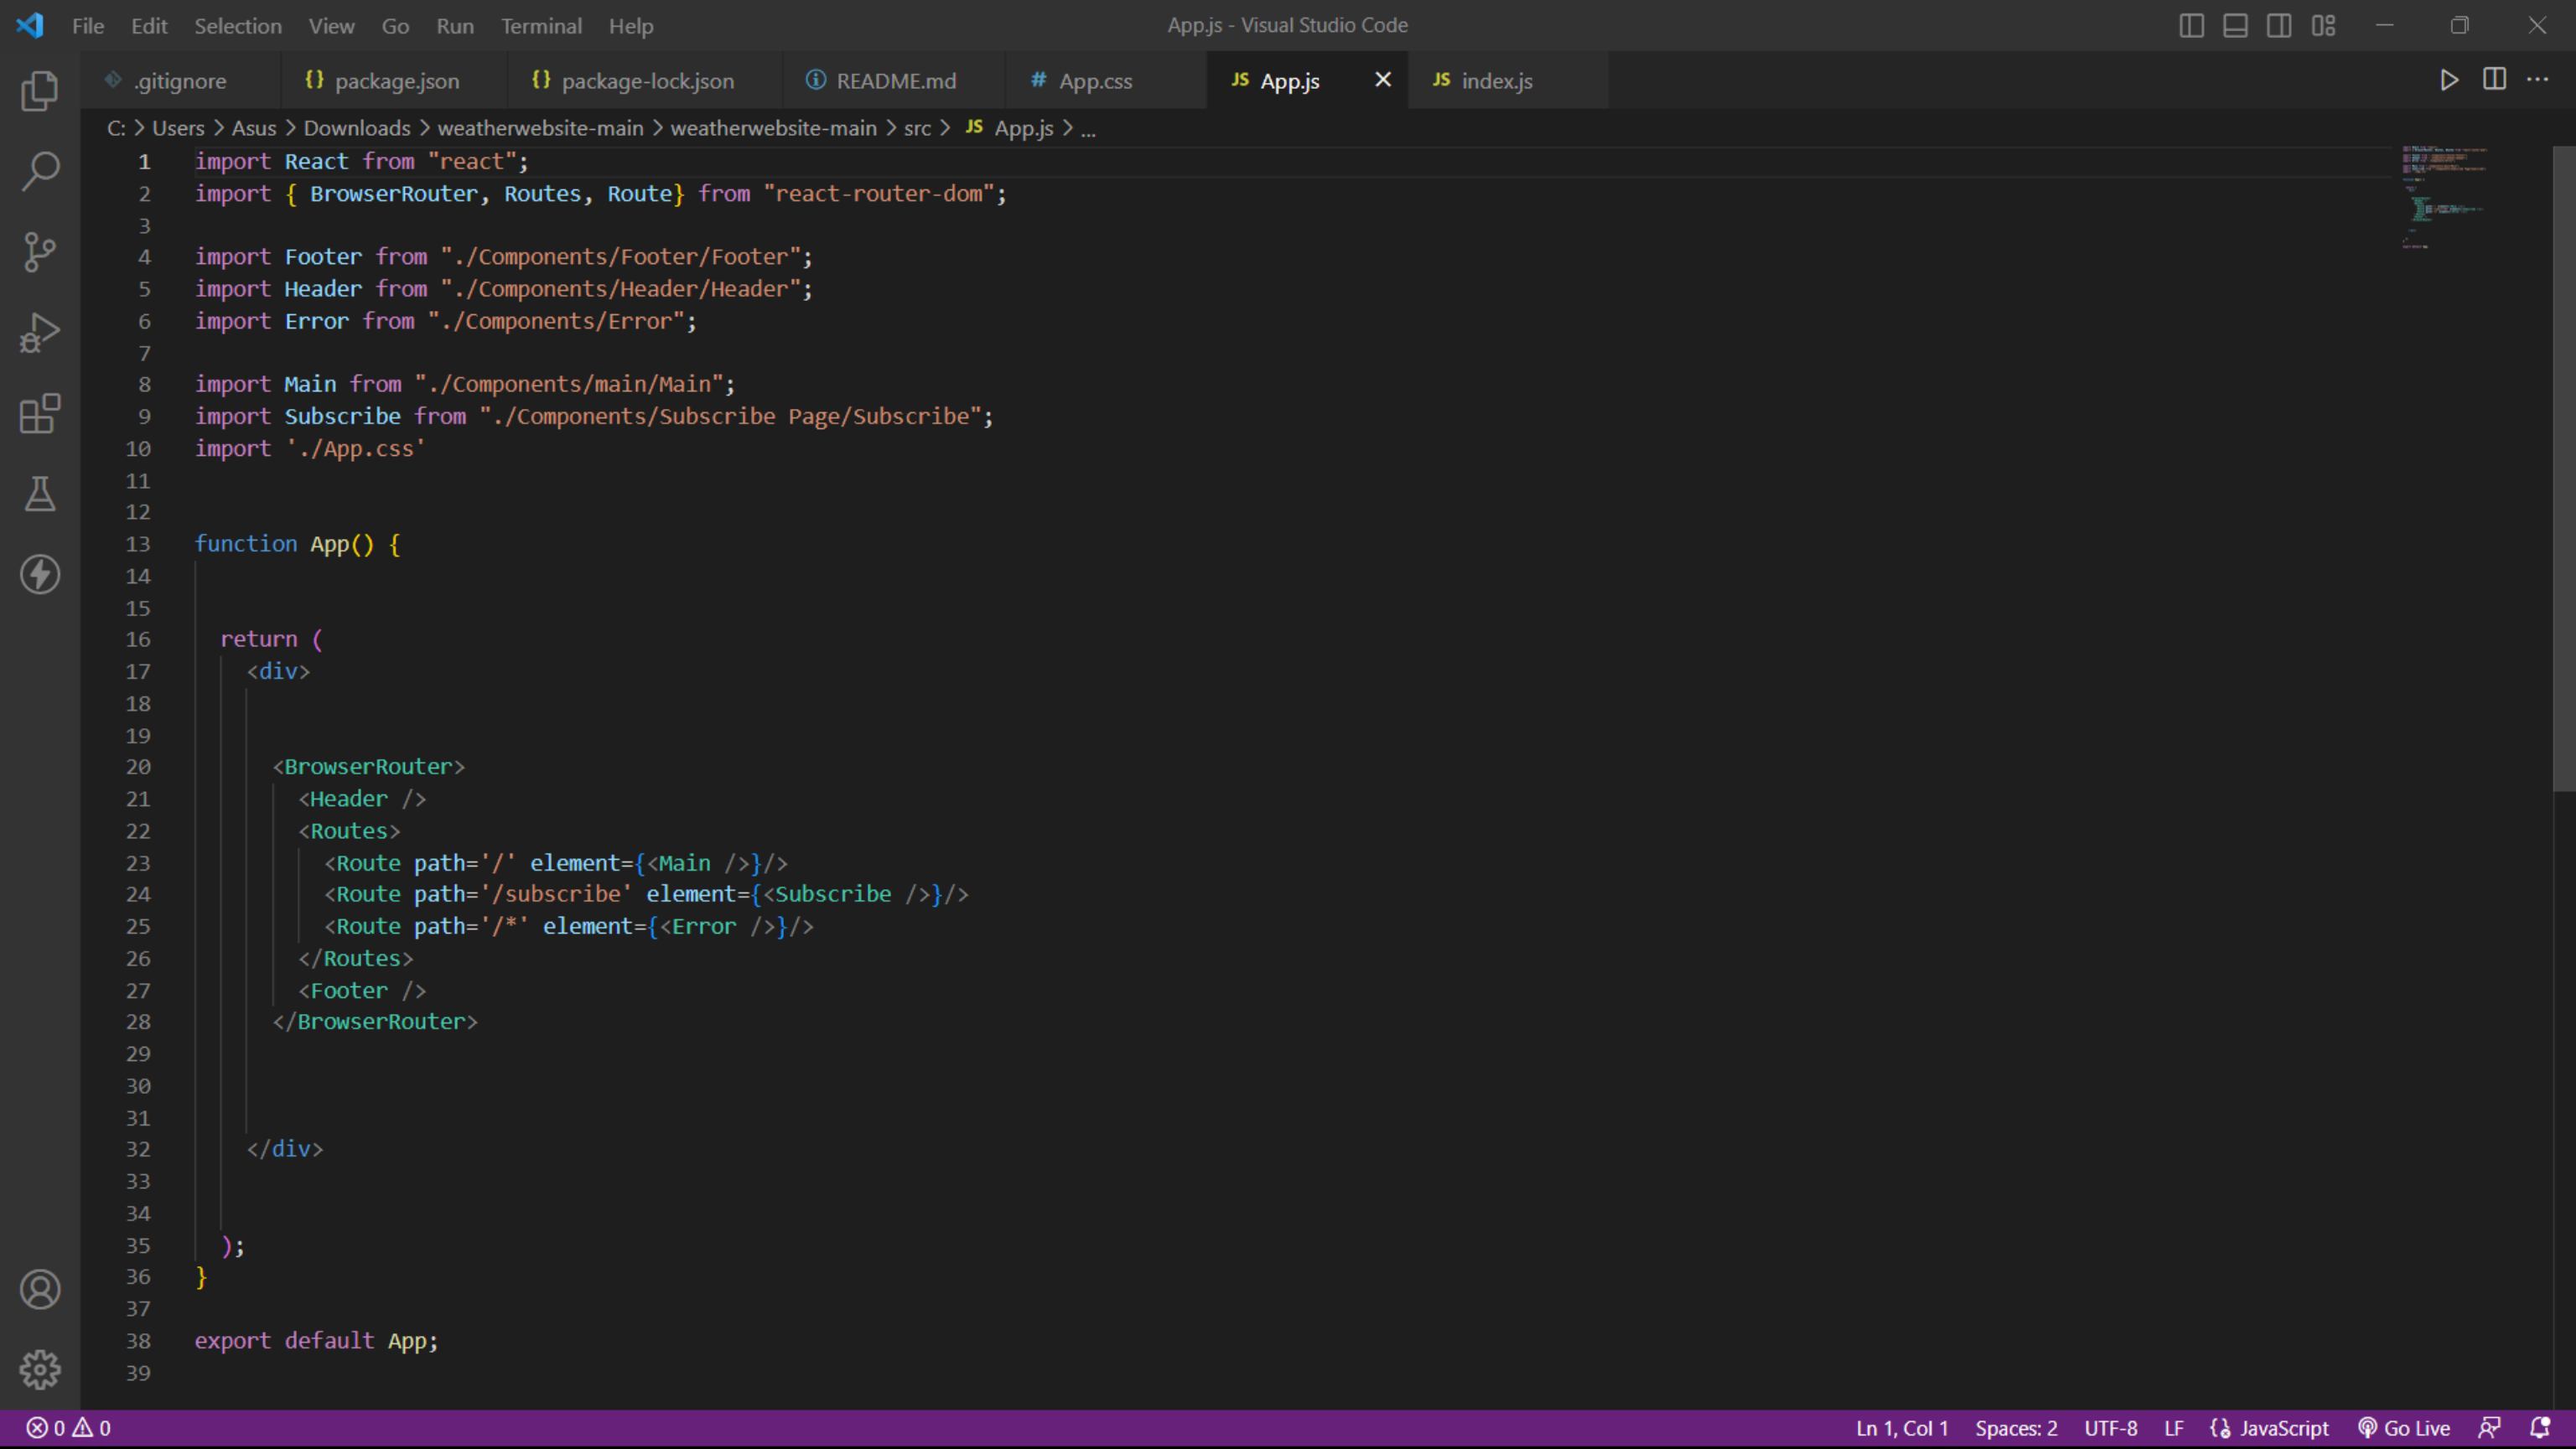 File Edit Selection View Go Run Terminal Help App.js - Visual Studio Code
.gitignore {} package.json {} package-lock.json README.md # App.css JS App.js JS index.js
C: > Users > Asus > Downloads > weatherwebsite-main > weatherwebsite-main > src > JS App.js > ...
1 import React from "react";
2 import { BrowserRouter, Routes, Route} from "react-router-dom";
3
4 import Footer from "./Components/Footer/Footer";
5 import Header from "./Components/Header/Header";
6 import Error from "./Components/Error";
7
8 import Main from "./Components/main/Main";
9 import Subscribe from "./Components/Subscribe Page/Subscribe";
10 import './App.css'
11
12
13 function App() {
14
15
16 return (
17 <div>
18
19
20 <BrowserRouter>
21 <Header />
22 <Routes>
23 <Route path='/' element={<Main />}/>
24 <Route path='/subscribe' element={<Subscribe />}/>
25 <Route path='/*' element={<Error />}/>
26 </Routes>
27 <Footer />
28 </BrowserRouter>
29
30
31
32 </div>
33
34
35 );
36 }
37
38 export default App;
39
0 0 Ln 1, Col 1 Spaces: 2 UTF-8 LF {} JavaScript Go Live